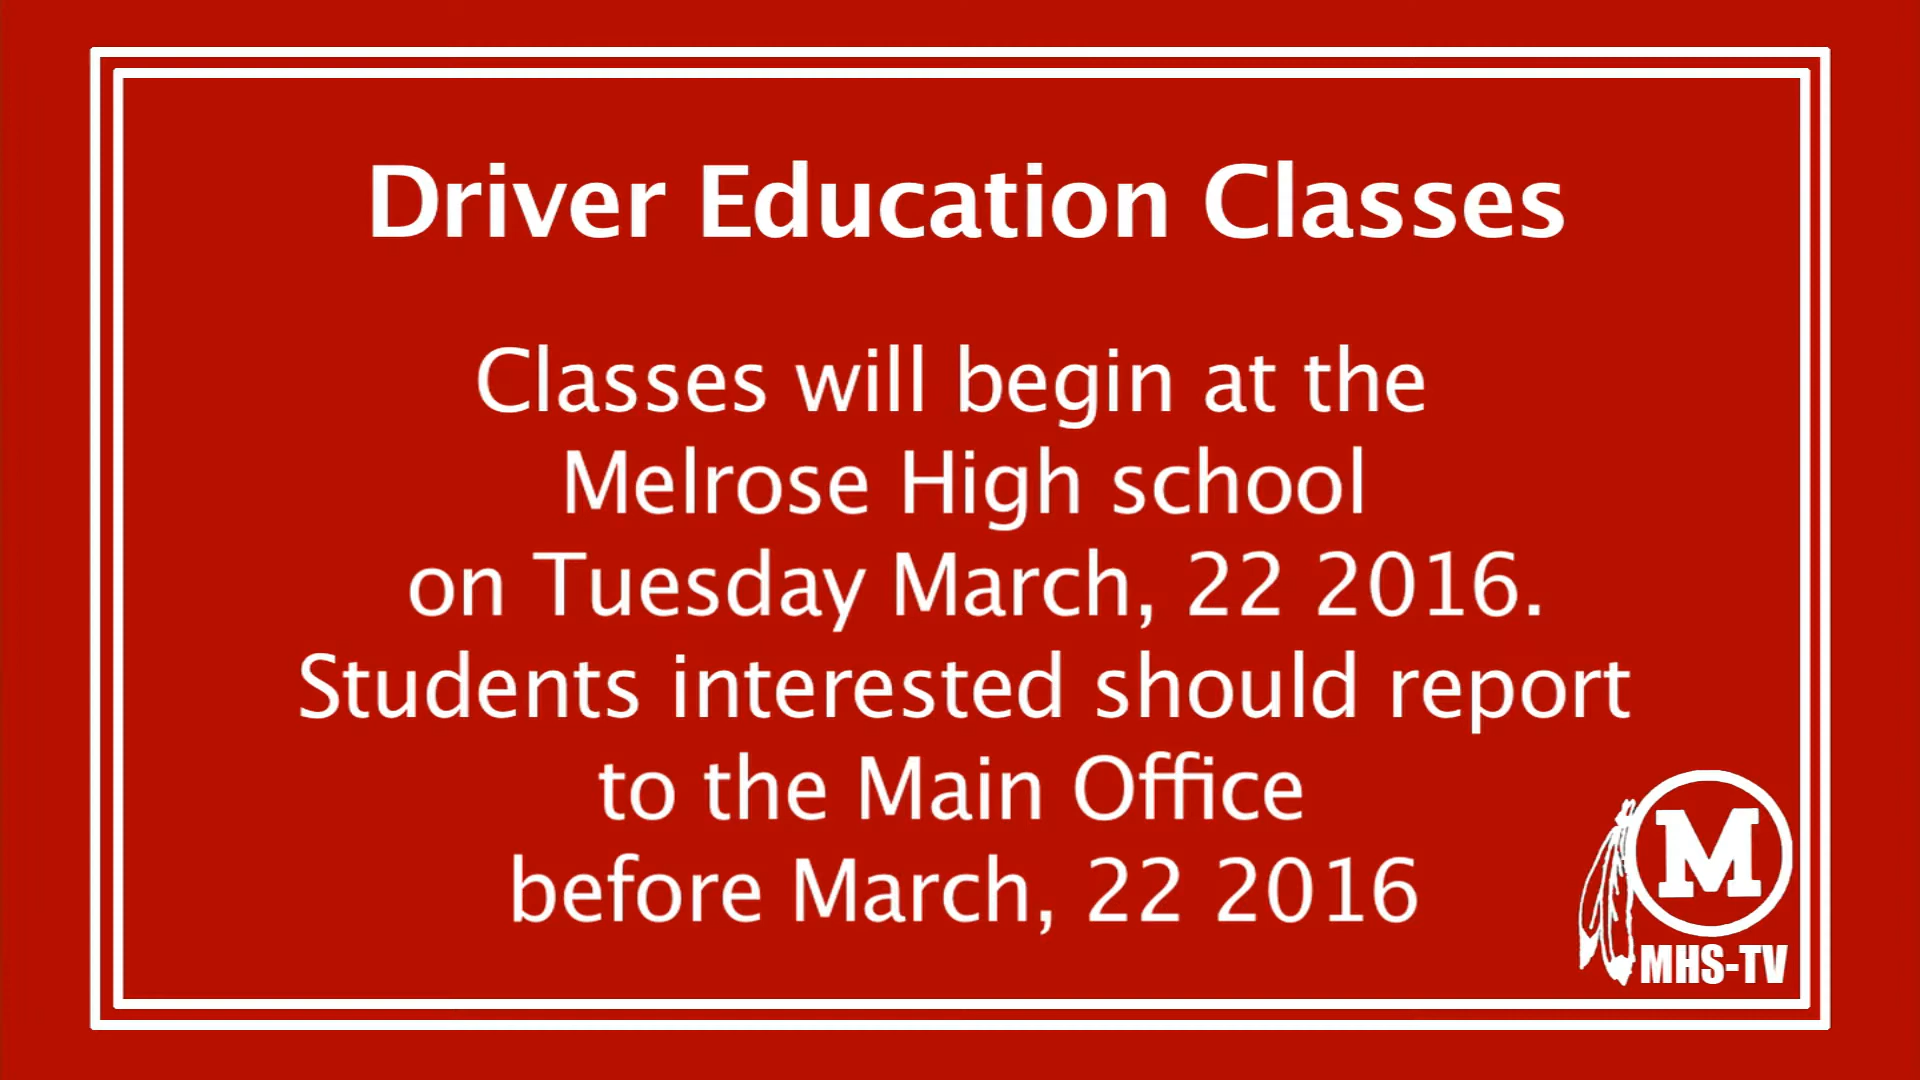 Driver Education Classes
Classes will begin at the
Melrose High school
on Tuesday March, 22 2016.
Students interested should report
to the Main Office
before March, 22 2016
M
MHS-TV